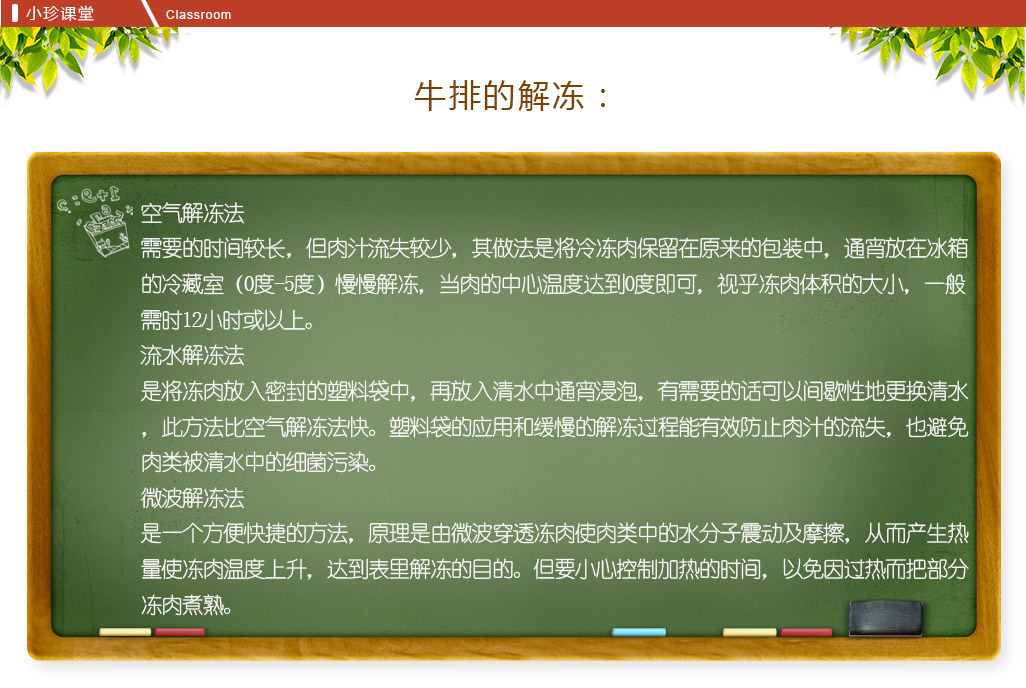 小珍课堂
Classroom
牛排的解冻：
空气解冻法
需要的时间较长，但肉汁流失较少，其做法是将冷冻肉保留在原来的包装中，通宵放在冰箱
的冷藏室（0度-5度）慢慢解冻，当肉的中心温度达到0度即可，视乎冻肉体积的大小，一般
需时12小时或以上。
流水解冻法
是将冻肉放入密封的塑料袋中，再放入清水中通宵浸泡，有需要的话可以间歇性地更换清水
，此方法比空气解冻法快。塑料袋的应用和缓慢的解冻过程能有效防止肉汁的流失，也避免
肉类被清水中的细菌污染。
微波解冻法
是一个方便快捷的方法，原理是由微波穿透冻肉使肉类中的水分子震动及摩擦，从而产生热
量使冻肉温度上升，达到表里解冻的目的。但要小心控制加热的时间，以免因过热而把部分
冻肉煮熟。